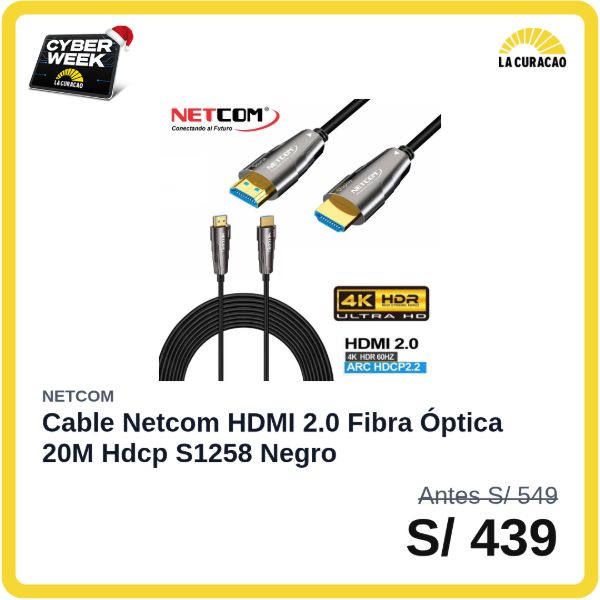 CYBER
WEEK
LA CURACAO
LA CURACAO
NETCOM®
Conectando al Futuro
NETCOM
NETCOM
4K HDR
ULTRA HD
HDMI 2.0
4K HDR 60HZ
ARC HDCP2.2
NETCOM
Cable Netcom HDMI 2.0 Fibra Óptica
20M Hdcp S1258 Negro
Antes S/ 549
S/ 439